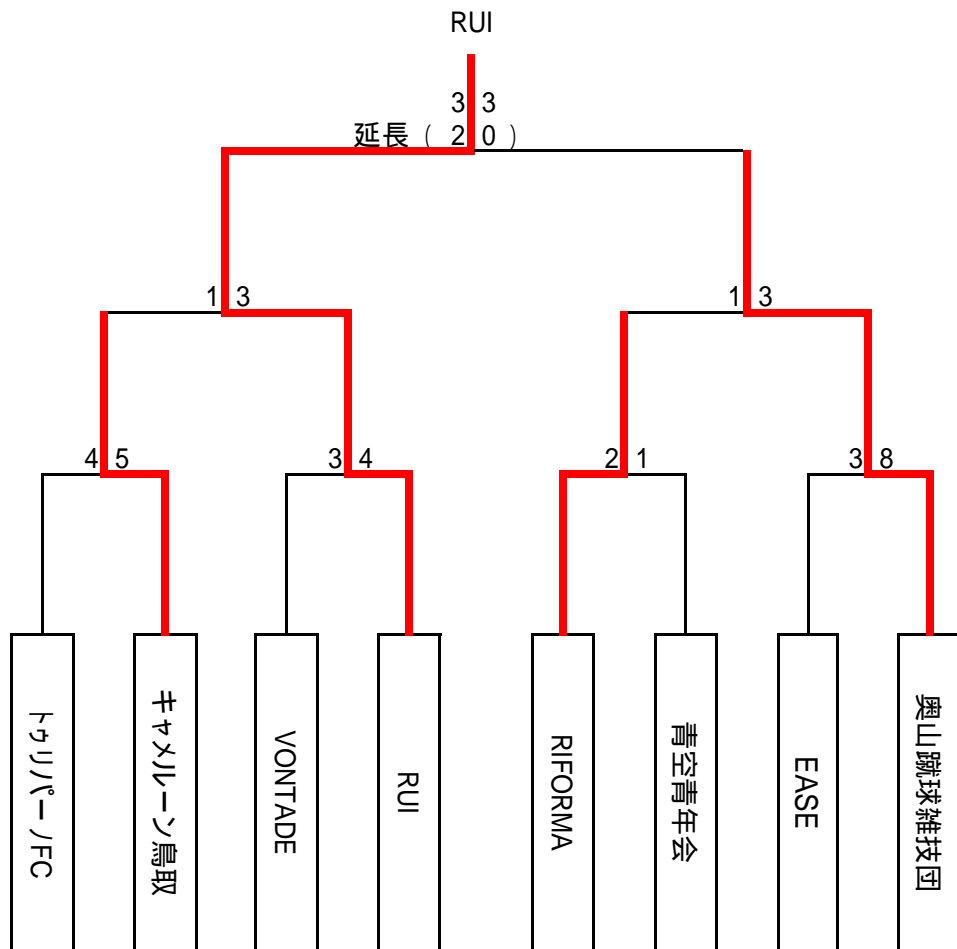 RUI
3 3
延長 ( 2 0 )
1 3
1 3
4 5
3 4
2 1
3 8
トゥリパーノFC
キャメルーン鳥取
VONTADE
RUI
RIFORMA
青空青年会
EASE
奥山蹴球雑技団